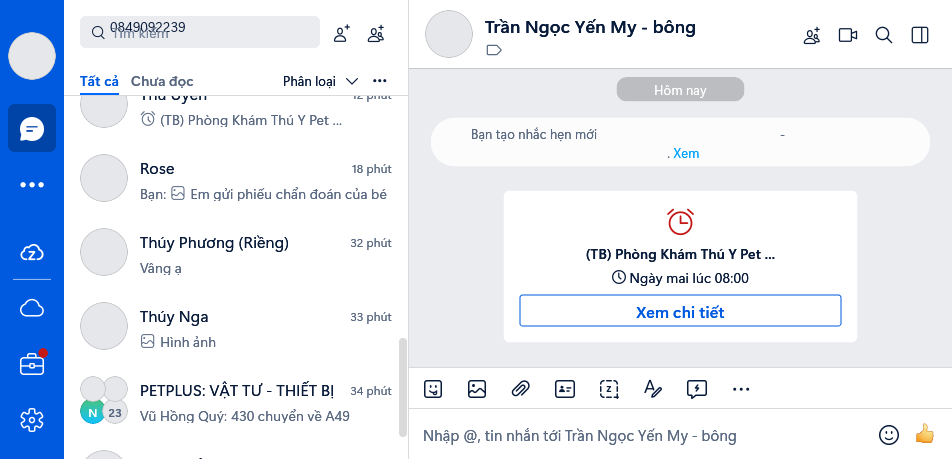 0849092239
Tìm kiếm
Tất cả
Chưa đọc
Phân loại
Thu Uyên
12 phút
(TB) Phòng Khám Thú Y Pet ...
Rose
18 phút
Bạn: Em gửi phiếu chẩn đoán của bé
Thúy Phương (Riềng)
32 phút
Vâng ạ
Thúy Nga
33 phút
Hình ảnh
PETPLUS: VẬT TƯ - THIẾT BỊ
34 phút
N 23
Vũ Hồng Quý: 430 chuyển về A49
Trần Ngọc Yến My - bông
Hôm nay
Bạn tạo nhắc hẹn mới -
. Xem
(TB) Phòng Khám Thú Y Pet ...
Ngày mai lúc 08:00
Xem chi tiết
Nhập @, tin nhắn tới Trần Ngọc Yến My - bông